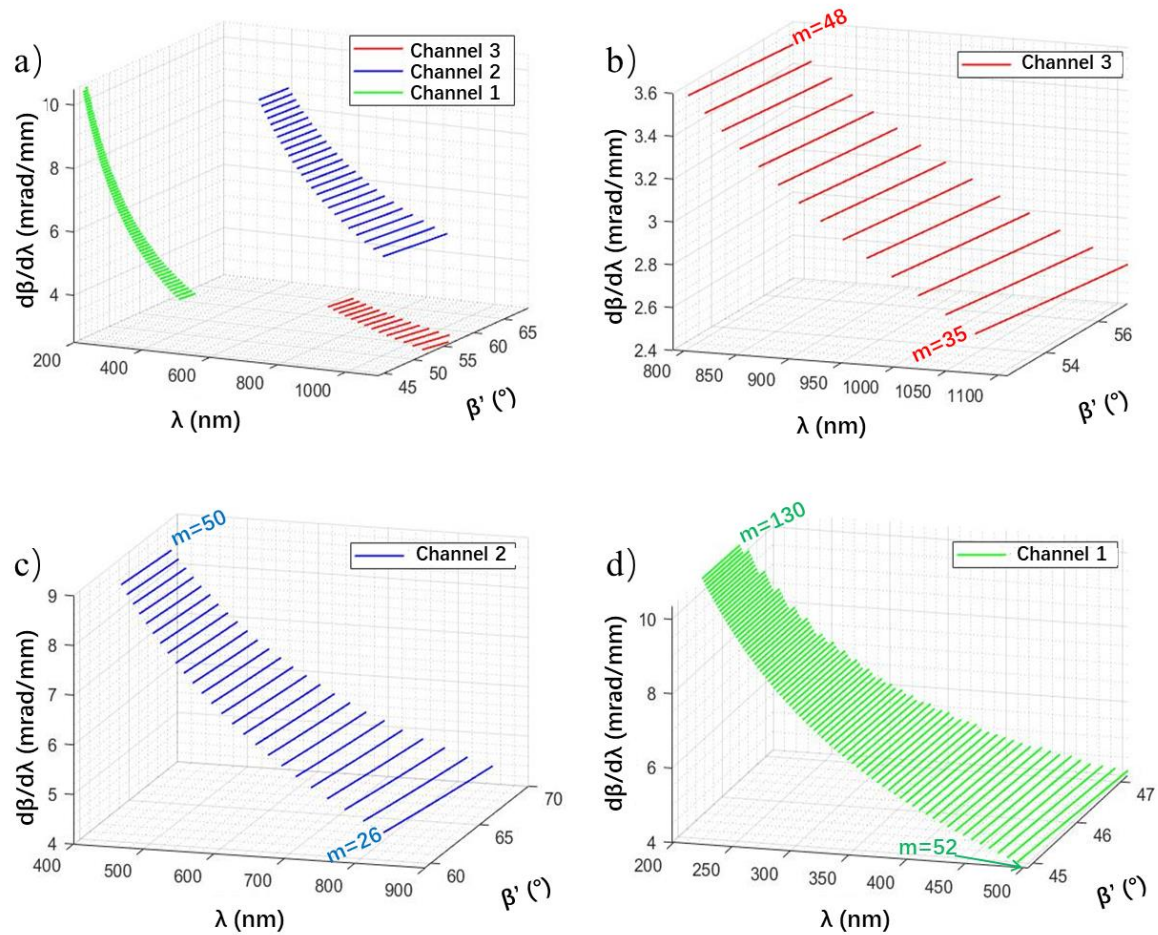 a)
Channel 3
Channel 2
Channel 1
10
8
6
4
dβ/dλ (mrad/mm)
200
400
600
800
1000
λ (nm)
45
50
55
60
65
β' (°)
b)
m=48
Channel 3
3.6
3.4
3.2
3
2.8
2.6
2.4
dβ/dλ (mrad/mm)
m=35
800
850
900
950
1000
1050
1100
λ (nm)
54
56
β' (°)
c)
m=50
Channel 2
9
8
7
6
5
4
dβ/dλ (mrad/mm)
m=26
400
500
600
700
800
900
λ (nm)
60
65
70
β' (°)
d)
m=130
Channel 1
10
8
6
4
dβ/dλ (mrad/mm)
m=52
200
250
300
350
400
450
500
λ (nm)
45
46
47
β' (°)